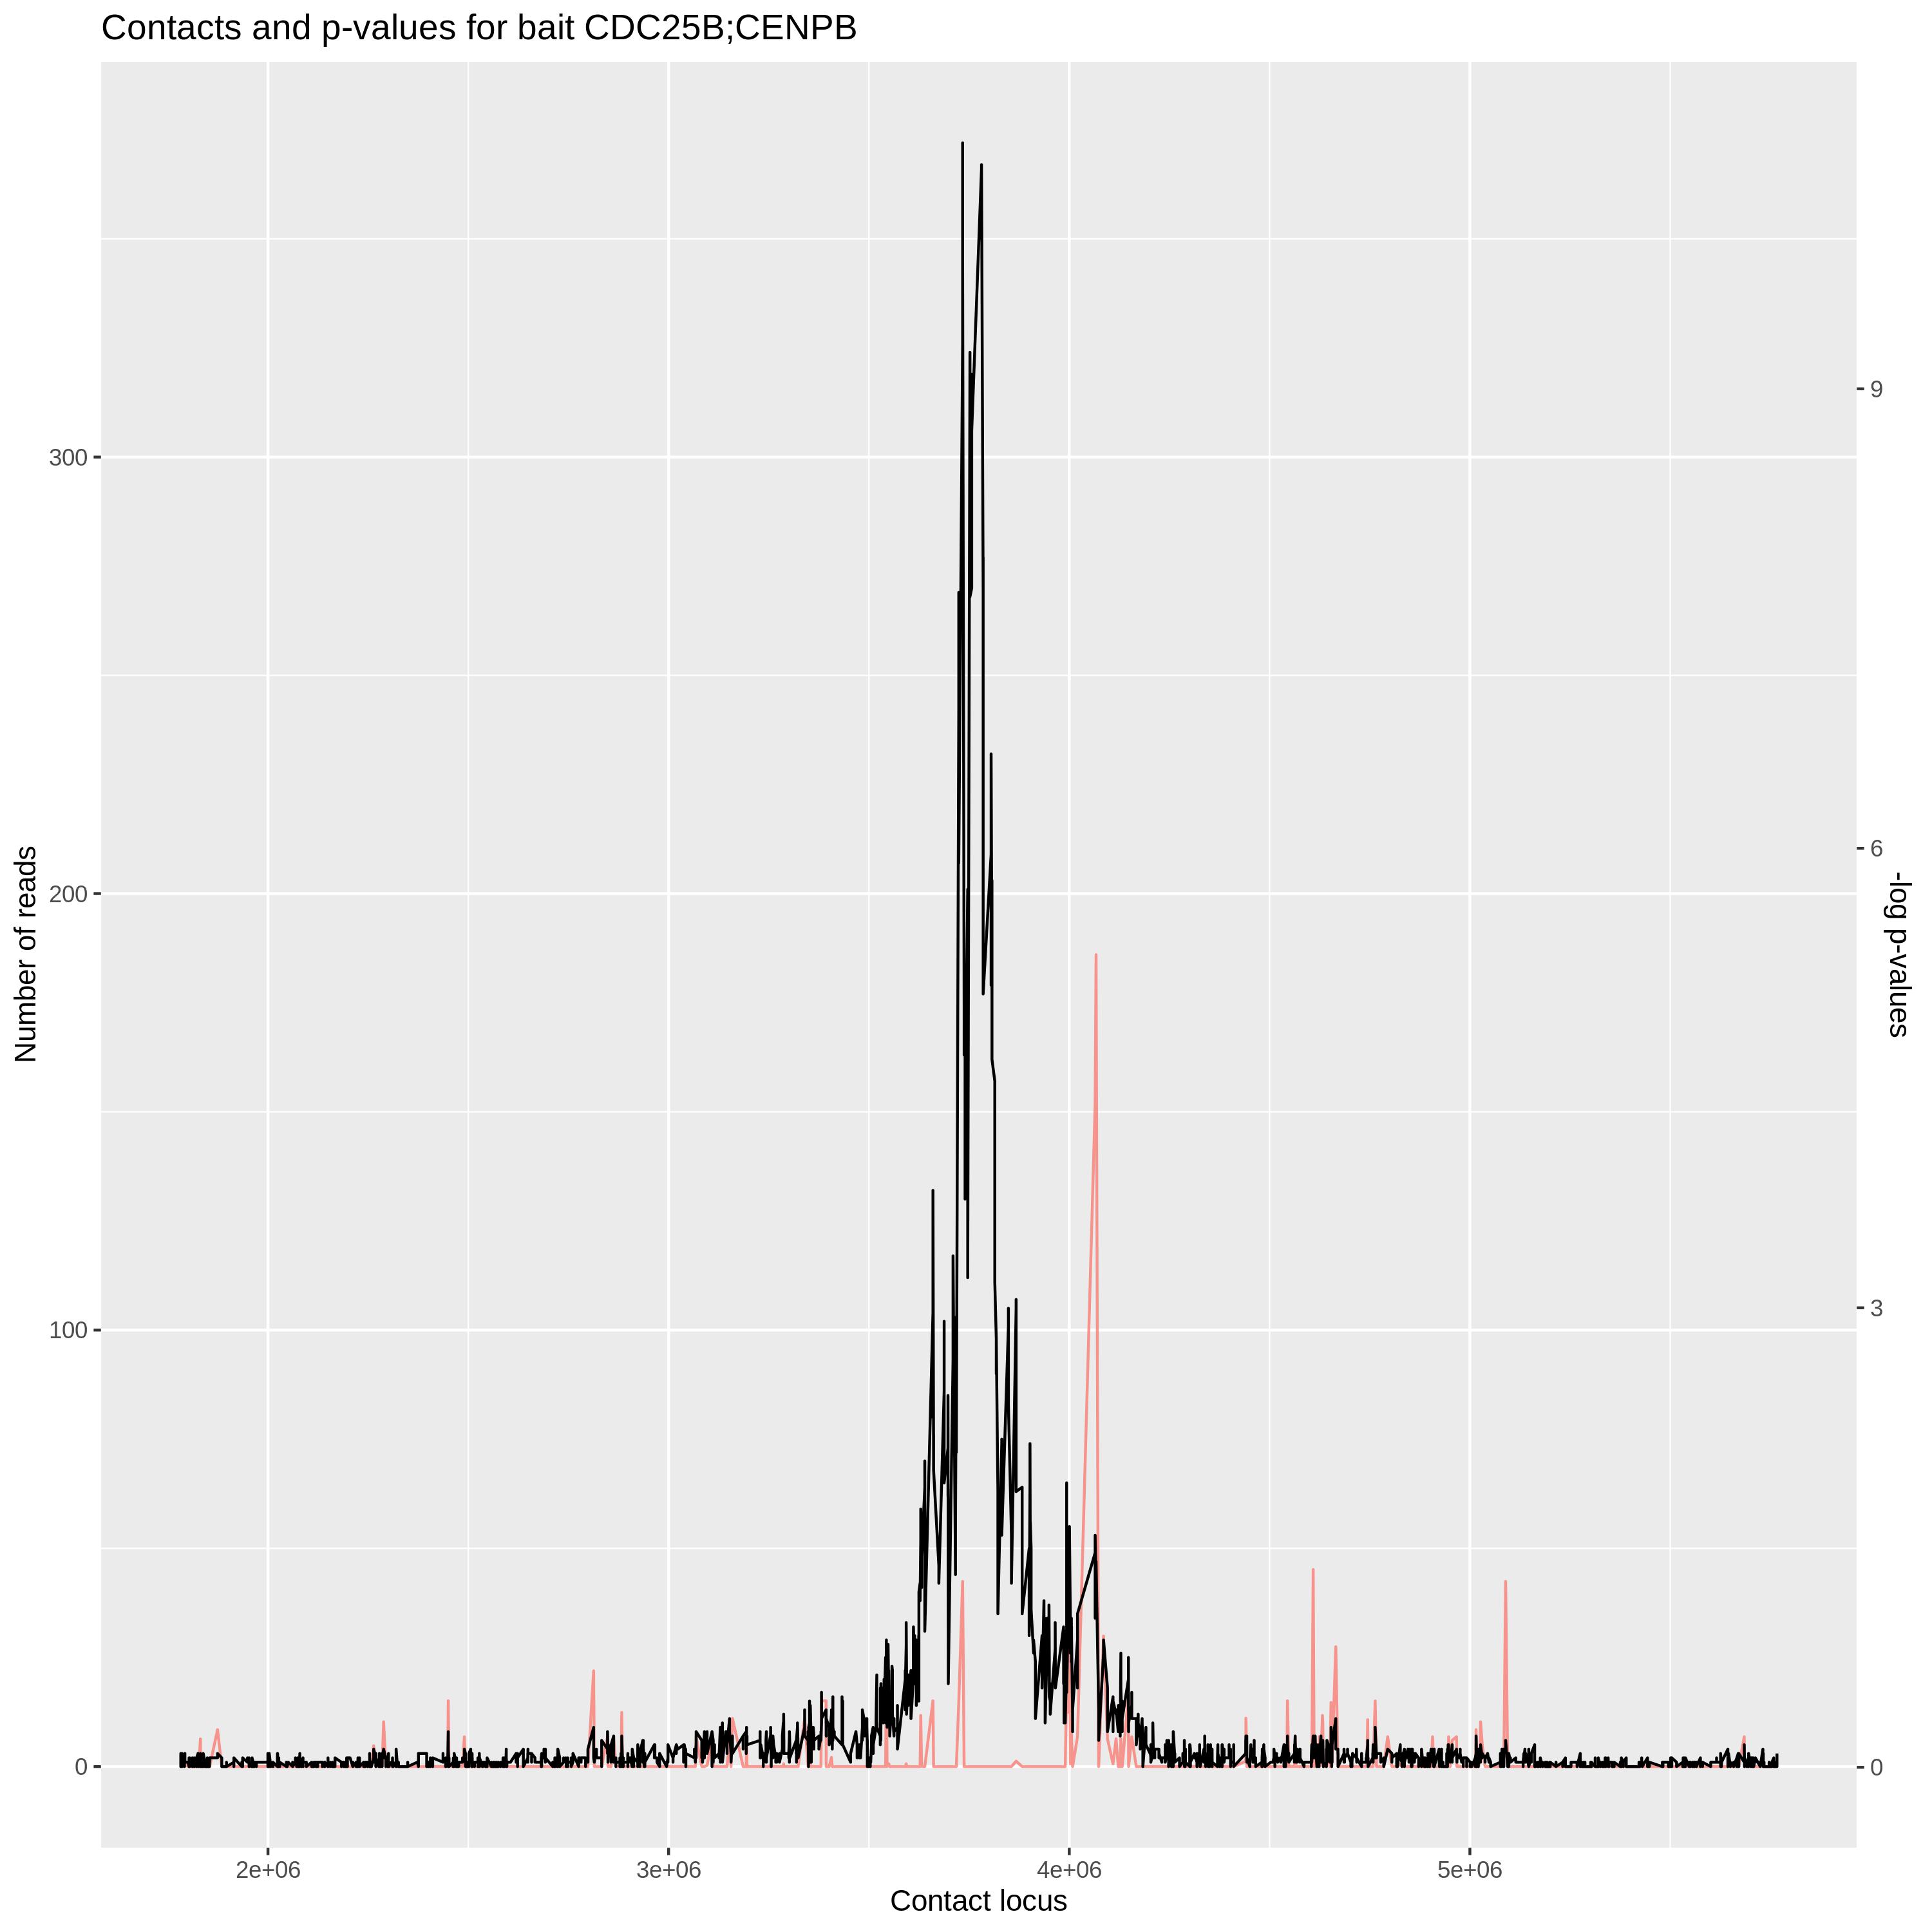 Contacts and p-values for bait CDC25B;CENPB
300
200
100
0
Number of reads
9
6
3
0
-log p-values
2e+06 3e+06 4e+06 5e+06
Contact locus